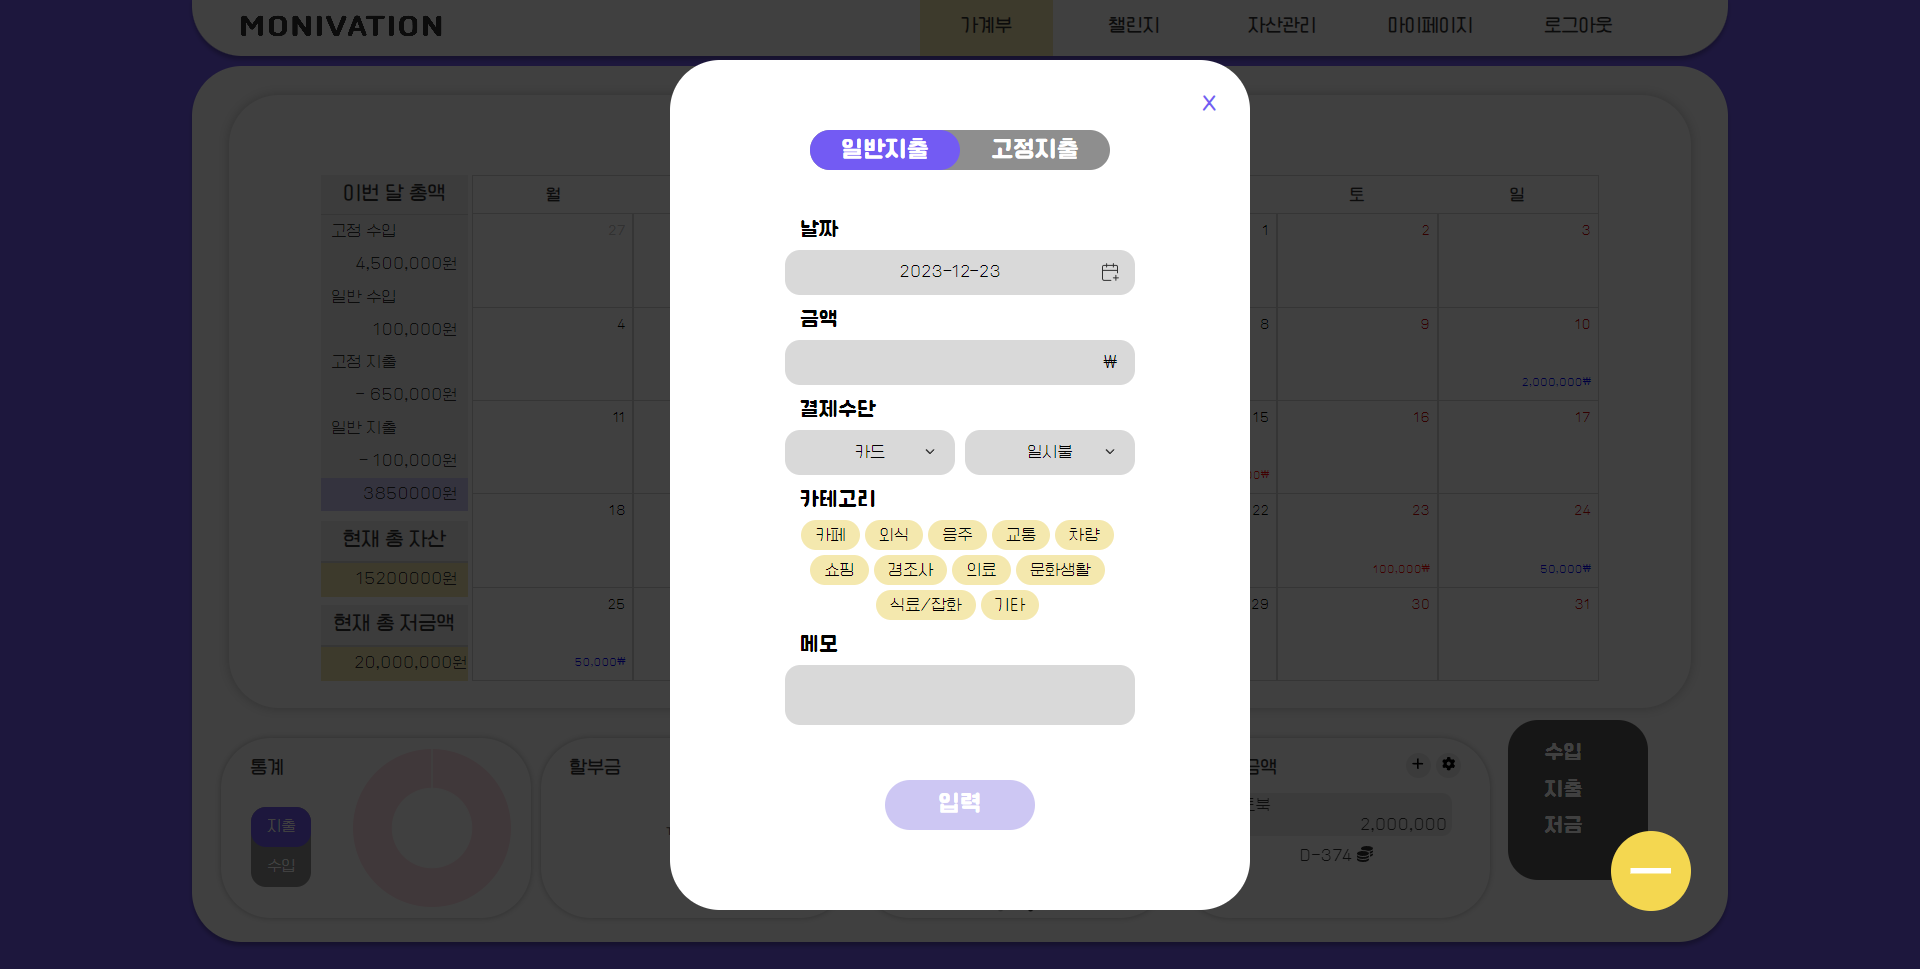 MONIVATION
가계부 챌린지 자산관리 마이페이지 로그아웃
X
일반지출 고정지출
날짜
2023-12-23
금액
₩
결제수단
카드 일시불
카테고리
카페 외식 음주 교통 차량
쇼핑 경조사 의료 문화생활
식료/잡화 기타
메모
입력
이번 달 총액
고정 수입
4,500,000원
일반 수입
100,000원
고정 지출
- 650,000원
일반 지출
- 100,000원
3850000원
현재 총 자산
15200000원
현재 총 저금액
20,000,000원
월 토 일
27 1 2 3
4 8 9 10
2,000,000₩
11 15 16 17
18 22 23 24
100,000₩ 50,000₩
25 29 30 31
50,000₩
통계
지출
수입
할부금
금액
2,000,000
D-374
수입
지출
저금